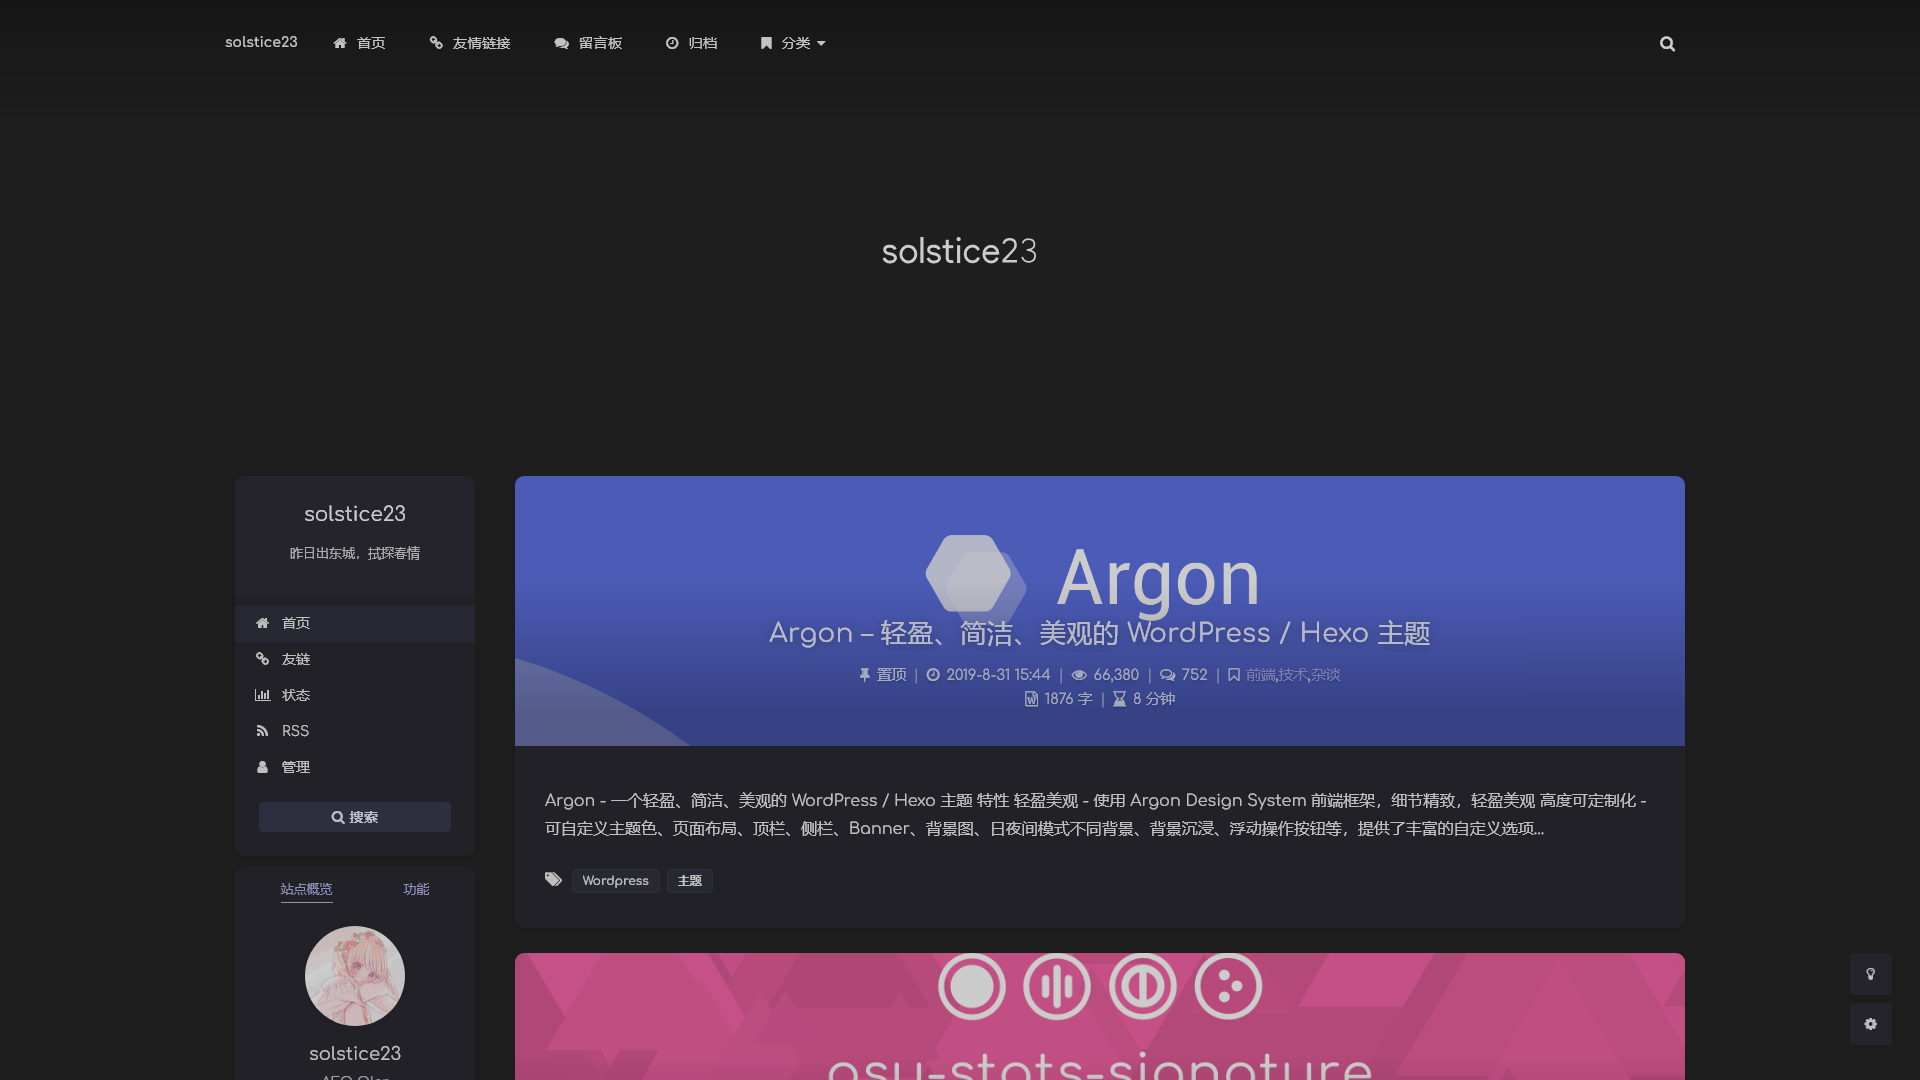 solstice23 首页 友情链接 留言板 归档 分类
solstice23
solstice23
昨日出东城，拭探春情
首页
友链
状态
RSS
管理
搜索
站点概览 功能
solstice23
Argon
Argon – 轻盈、简洁、美观的 WordPress / Hexo 主题
置顶 | 2019-8-31 15:44 | 66,380 | 752 | 前端,技术,杂谈
1876 字 | 8 分钟
Argon - 一个轻盈、简洁、美观的 WordPress / Hexo 主题 特性 轻盈美观 - 使用 Argon Design System 前端框架，细节精致，轻盈美观 高度可定制化 -
可自定义主题色、页面布局、顶栏、侧栏、Banner、背景图、日夜间模式不同背景、背景沉浸、浮动操作按钮等，提供了丰富的自定义选项...
Wordpress 主题
osu-stats-signature